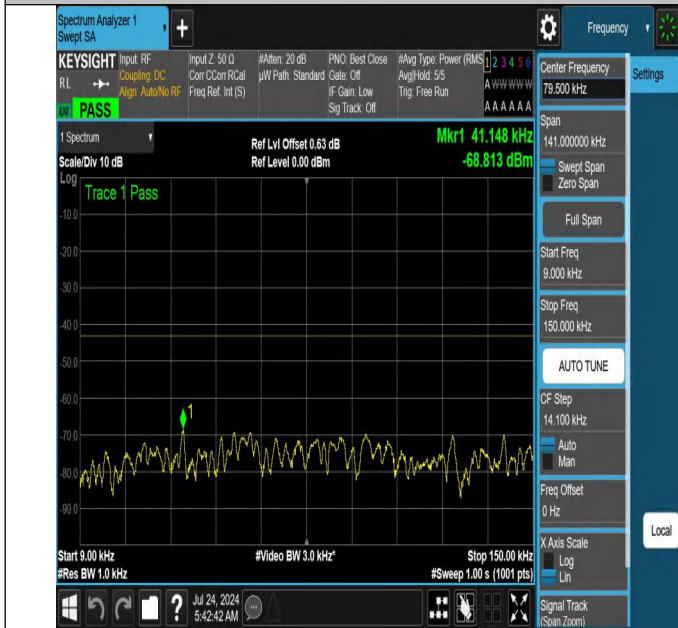 Spectrum Analyzer 1
Swept SA
+
Frequency
KEYSIGHT
Input: RF
Coupling: DC
Align: Auto/No RF
Input Z: 50 Ω
Corr CCorr RCal
Freq Ref: Int (S)
#Atten: 20 dB
µW Path: Standard
PNO: Best Close
Gate: Off
IF Gain: Low
Sig Track: Off
#Avg Type: Power (RMS
Avg|Hold: 5/5
Trig: Free Run
1 2 3 4 5 6
A W W W W W
A A A A A A
RL
LXI
PASS
Center Frequency
79.500 kHz
Settings
Span
141.000000 kHz
Swept Span
Zero Span
Full Span
Start Freq
9.000 kHz
Stop Freq
150.000 kHz
AUTO TUNE
CF Step
14.100 kHz
Auto
Man
Freq Offset
0 Hz
X Axis Scale
Log
Lin
Signal Track
(Span Zoom)
Local
1 Spectrum
Scale/Div 10 dB
Log
Ref Lvl Offset 0.63 dB
Ref Level 0.00 dBm
Mkr1 41.148 kHz
-68.813 dBm
Trace 1 Pass
-10.0
-20.0
-30.0
-40.0
-50.0
-60.0
-70.0
-80.0
-90.0
1
Start 9.00 kHz
#Res BW 1.0 kHz
#Video BW 3.0 kHz*
Stop 150.00 kHz
#Sweep 1.00 s (1001 pts)
?
Jul 24, 2024
5:42:42 AM